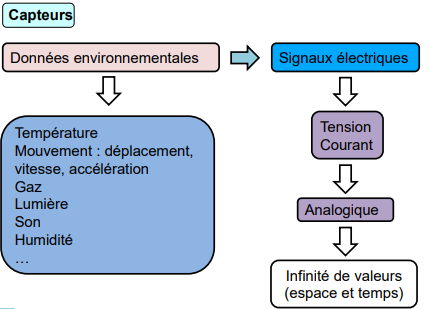 Capteurs
Données environnementales
Signaux électriques
Température
Mouvement : déplacement,
vitesse, accélération
Gaz
Lumière
Son
Humidité
…
Tension
Courant
Analogique
Infinité de valeurs
(espace et temps)